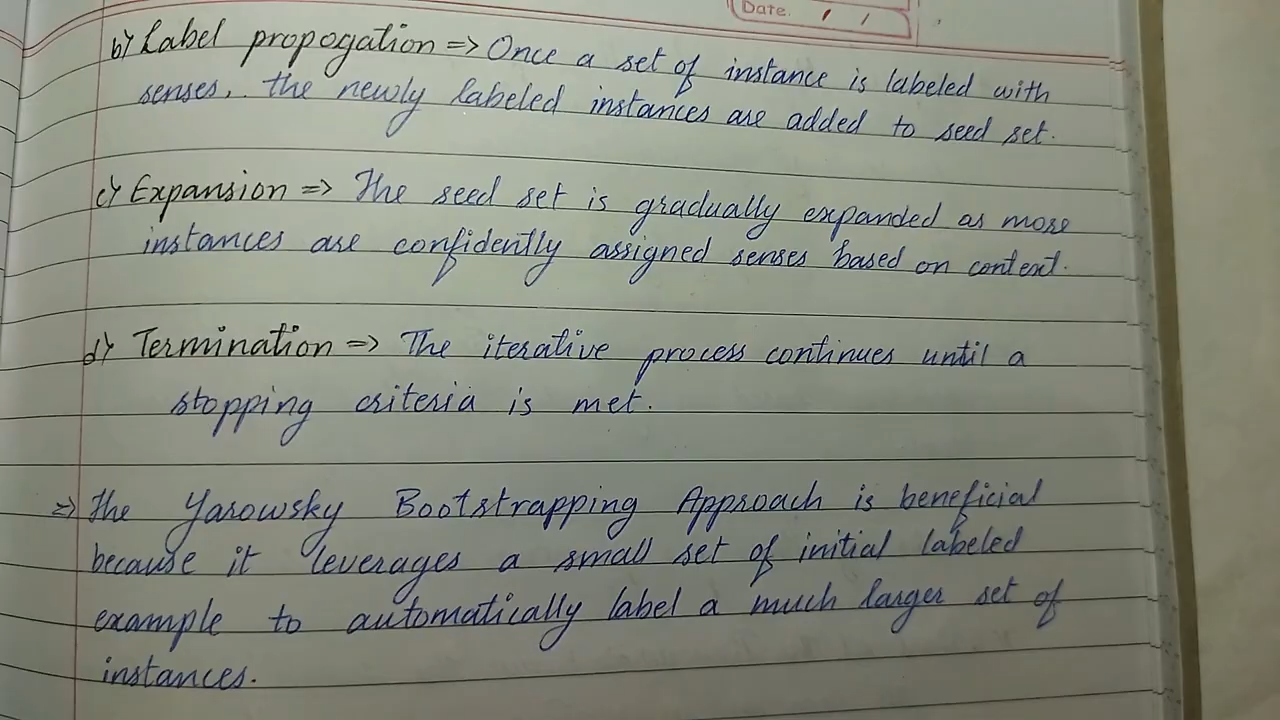 Date. / /
b) Label propogation => Once a set of instance is labeled with
senses, the newly labeled instances are added to seed set.
c) Expansion => The seed set is gradually expanded as more
instances are confidently assigned senses based on context.
d) Termination => The iterative process continues until a
stopping criteria is met.
=> The Yarowsky Bootstrapping Approach is beneficial
because it leverages a small set of initial labeled
example to automatically label a much larger set of
instances.